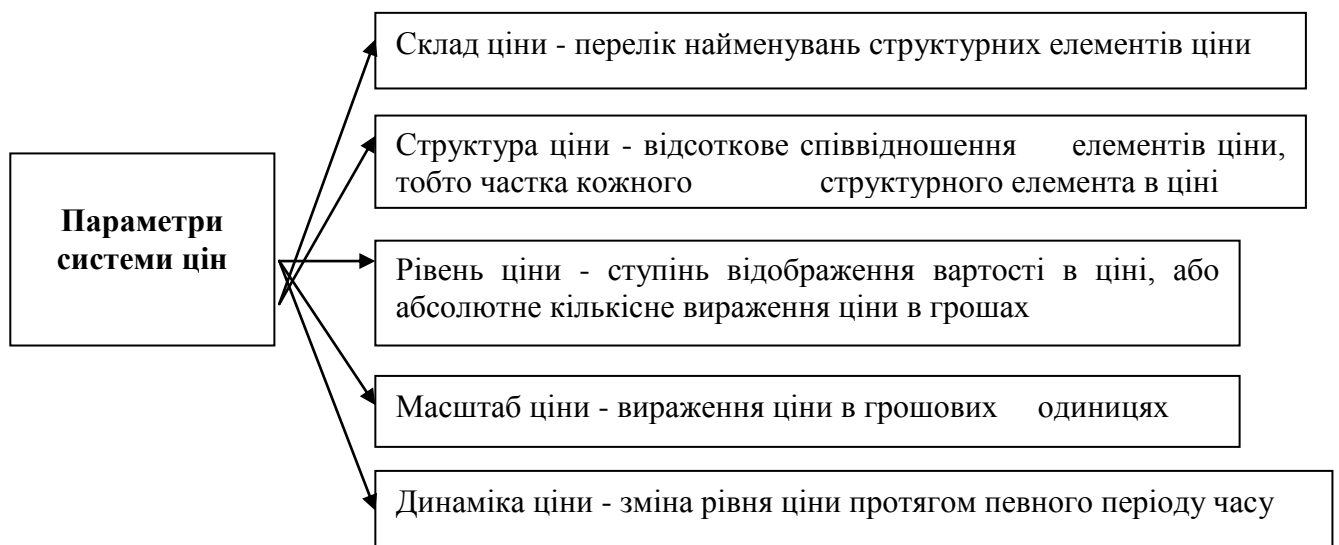 Склад ціни - перелік найменувань структурних елементів ціни
Структура ціни - відсоткове співвідношення елементів ціни,
тобто частка кожного структурного елемента в ціні
Параметри
системи цін
Рівень ціни - ступінь відображення вартості в ціні, або
абсолютне кількісне вираження ціни в грошах
Масштаб ціни - вираження ціни в грошових одиницях
Динаміка ціни - зміна рівня ціни протягом певного періоду часу